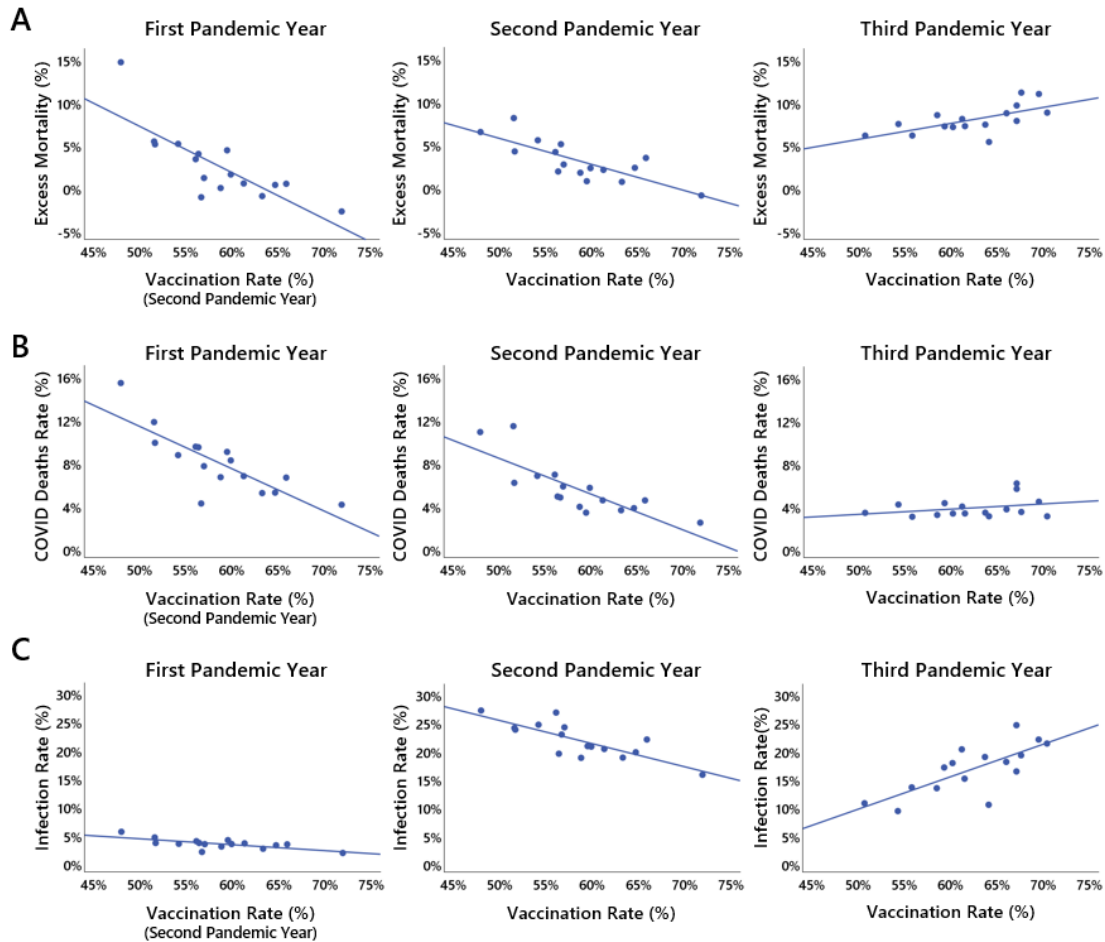 A
First Pandemic Year
Second Pandemic Year
Third Pandemic Year
Excess Mortality (%)
15%
10%
5%
0%
-5%
45% 50% 55% 60% 65% 70% 75%
Vaccination Rate (%)
(Second Pandemic Year)
Excess Mortality (%)
15%
10%
5%
0%
-5%
45% 50% 55% 60% 65% 70% 75%
Vaccination Rate (%)
Excess Mortality (%)
15%
10%
5%
0%
-5%
45% 50% 55% 60% 65% 70% 75%
Vaccination Rate (%)
B
First Pandemic Year
Second Pandemic Year
Third Pandemic Year
COVID Deaths Rate (%)
16%
12%
8%
4%
0%
45% 50% 55% 60% 65% 70% 75%
Vaccination Rate (%)
(Second Pandemic Year)
COVID Deaths Rate (%)
16%
12%
8%
4%
0%
45% 50% 55% 60% 65% 70% 75%
Vaccination Rate (%)
COVID Deaths Rate (%)
16%
12%
8%
4%
0%
45% 50% 55% 60% 65% 70% 75%
Vaccination Rate (%)
C
First Pandemic Year
Second Pandemic Year
Third Pandemic Year
Infection Rate (%)
30%
25%
20%
15%
10%
5%
0%
45% 50% 55% 60% 65% 70% 75%
Vaccination Rate (%)
(Second Pandemic Year)
Infection Rate (%)
30%
25%
20%
15%
10%
5%
0%
45% 50% 55% 60% 65% 70% 75%
Vaccination Rate (%)
Infection Rate(%)
30%
25%
20%
15%
10%
5%
0%
45% 50% 55% 60% 65% 70% 75%
Vaccination Rate (%)